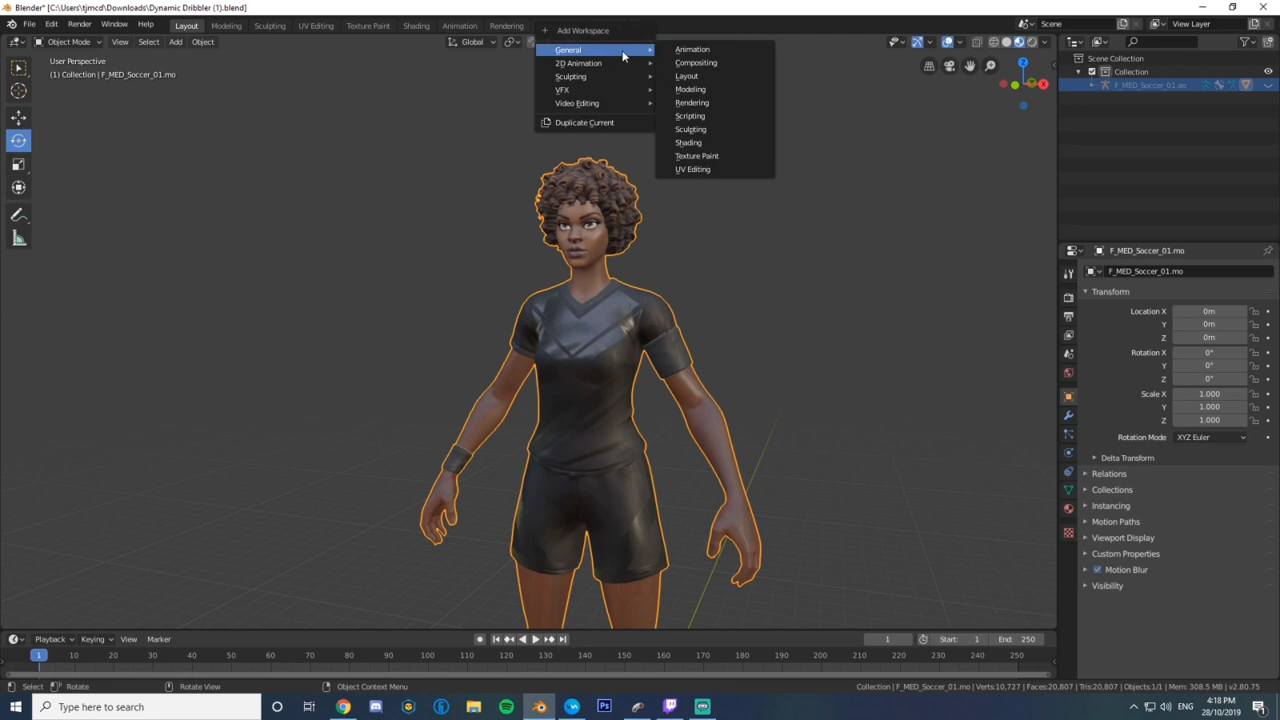 Blender* [C:\Users\tjmcd\Downloads\Dynamic Dribbler (1).blend]
File Edit Render Window Help
Layout Modeling Sculpting UV Editing Texture Paint Shading Animation Rendering
+ Add Workspace
Scene
View Layer
Object Mode View Select Add Object
Global
User Perspective
(1) Collection | F_MED_Soccer_01.mo
General
2D Animation
Sculpting
VFX
Video Editing
Duplicate Current
Animation
Compositing
Layout
Modeling
Rendering
Scripting
Sculpting
Shading
Texture Paint
UV Editing
Z
X
Scene Collection
Collection
F_MED_Soccer_01.ao
F_MED_Soccer_01.mo
F_MED_Soccer_01.mo
Transform
Location X 0m
Y 0m
Z 0m
Rotation X 0°
Y 0°
Z 0°
Scale X 1.000
Y 1.000
Z 1.000
Rotation Mode XYZ Euler
Delta Transform
Relations
Collections
Instancing
Motion Paths
Viewport Display
Custom Properties
Motion Blur
Visibility
Playback Keying View Marker
1 Start: 1 End: 250
1 10 20 30 40 50 60 70 80 90 100 110 120 130 140 150 160 170 180 190 200 210 220 230 240 250
Select Rotate Rotate View Object Context Menu
Collection | F_MED_Soccer_01.mo | Verts:10,727 | Faces:20,807 | Tris:20,807 | Objects:1/1 | Mem: 308.5 MB | v2.80.75
Type here to search
Ps
4:18 PM
28/10/2019
1